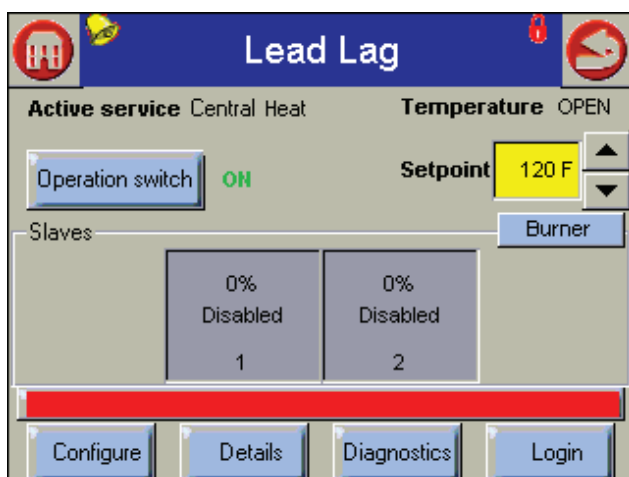 Lead Lag
Active service Central Heat Temperature OPEN
Operation switch ON Setpoint 120 F
Slaves Burner
0% 0%
Disabled Disabled
1 2
Configure Details Diagnostics Login